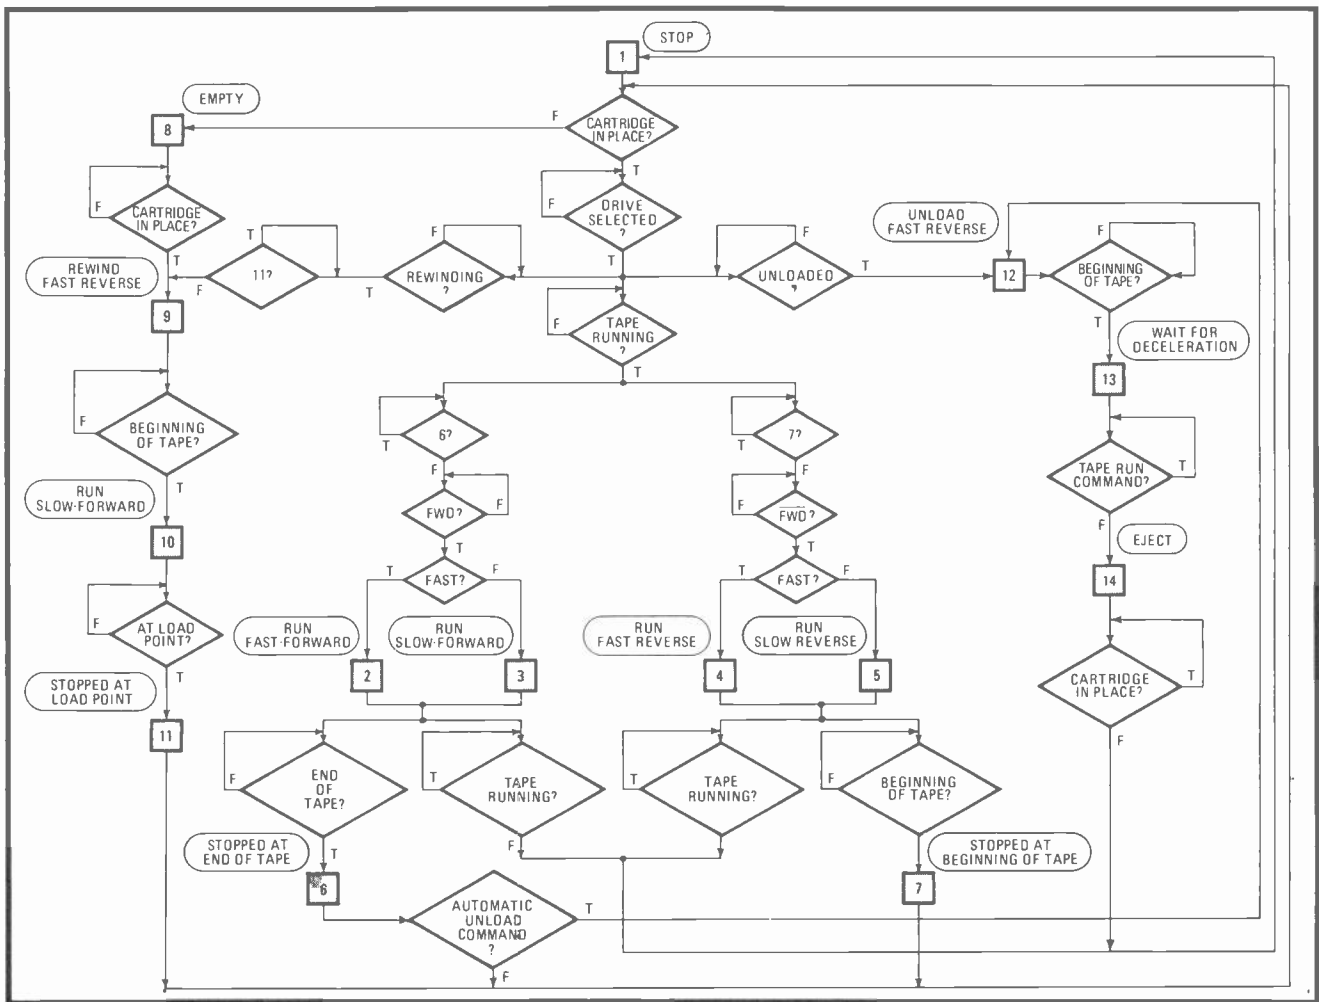 STOP
1
EMPTY
8
F
CARTRIDGE
IN PLACE?
T
F
CARTRIDGE
IN PLACE?
T
F
DRIVE
SELECTED
?
T
UNLOAD
FAST REVERSE
REWIND
FAST REVERSE
T
11?
F
F
REWINDING
?
T
F
UNLOADED
?
T
12
F
BEGINNING
OF TAPE?
T
9
F
TAPE
RUNNING
?
T
WAIT FOR
DECELERATION
13
F
BEGINNING
OF TAPE?
T
6?
T
F
7?
T
F
TAPE RUN
COMMAND?
T
F
RUN
SLOW-FORWARD
10
FWD?
F
T
FWD?
F
T
EJECT
14
F
AT LOAD
POINT?
T
T
FAST?
F
T
FAST?
F
RUN
FAST-FORWARD
RUN
SLOW-FORWARD
RUN
FAST REVERSE
RUN
SLOW REVERSE
2
3
4
5
CARTRIDGE
IN PLACE?
T
F
STOPPED AT
LOAD POINT
11
F
END
OF
TAPE?
T
T
TAPE
RUNNING?
F
T
TAPE
RUNNING?
F
BEGINNING
OF TAPE?
T
STOPPED AT
END OF TAPE
6
STOPPED AT
BEGINNING OF TAPE
7
AUTOMATIC
UNLOAD
COMMAND
?
T
F